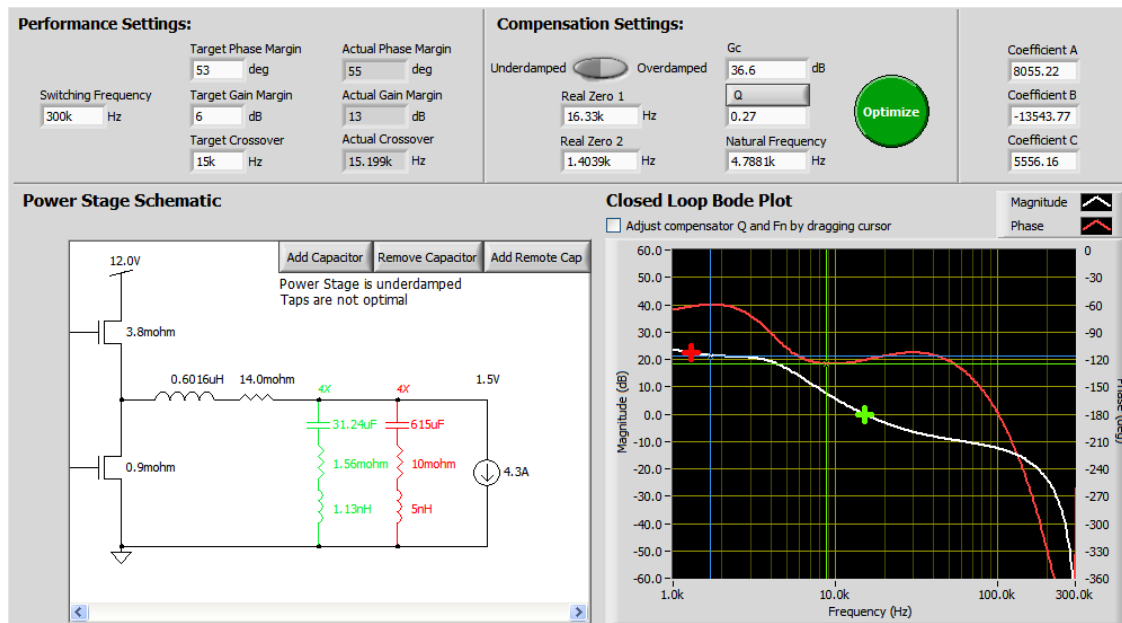 Performance Settings:
Target Phase Margin
53 deg
Actual Phase Margin
55 deg
Switching Frequency
300k Hz
Target Gain Margin
6 dB
Actual Gain Margin
13 dB
Target Crossover
15k Hz
Actual Crossover
15.199k Hz
Compensation Settings:
Underdamped Overdamped
Gc
36.6 dB
Real Zero 1
16.33k Hz
Q
0.27
Real Zero 2
1.4039k Hz
Natural Frequency
4.7881k Hz
Optimize
Coefficient A
8055.22
Coefficient B
-13543.77
Coefficient C
5556.16
Power Stage Schematic
Add Capacitor Remove Capacitor Add Remote Cap
Power Stage is underdamped
Taps are not optimal
12.0V
3.8mohm
0.6016uH 14.0mohm
1.5V
4X 4X
31.24uF 615uF
0.9mohm
1.56mohm 10mohm
4.3A
1.13nH 5nH
Closed Loop Bode Plot
Adjust compensator Q and Fn by dragging cursor
Magnitude
Phase
60.0
50.0
40.0
30.0
20.0
10.0
0.0
-10.0
-20.0
-30.0
-40.0
-50.0
-60.0
Magnitude (dB)
0
-30
-60
-90
-120
-150
-180
-210
-240
-270
-300
-330
-360
Phase (deg)
1.0k 10.0k 100.0k 300.0k
Frequency (Hz)